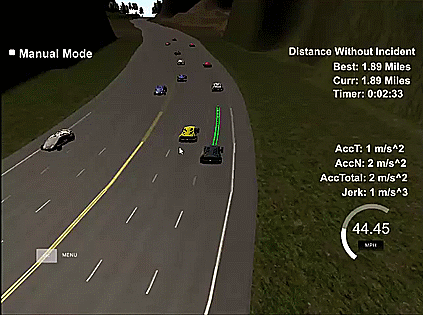 Manual Mode
Distance Without Incident
Best: 1.89 Miles
Curr: 1.89 Miles
Timer: 0:02:33
AccT: 1 m/s^2
AccN: 2 m/s^2
AccTotal: 2 m/s^2
Jerk: 1 m/s^3
44.45
MPH
MENU